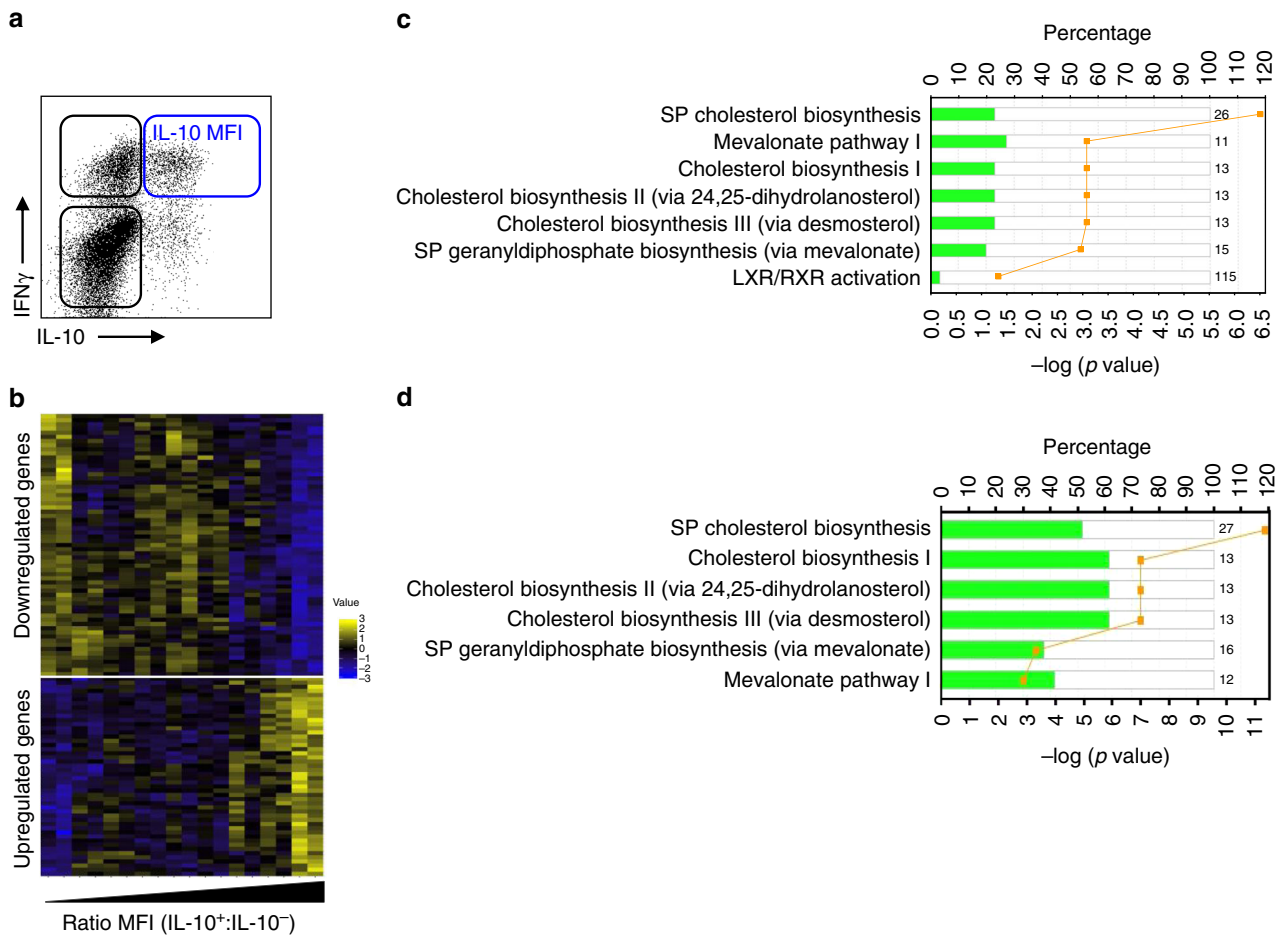 a
IL-10 MFI
IFNγ
IL-10
b
Downregulated genes
Upregulated genes
Value
3
2
1
0
–1
–2
–3
Ratio MFI (IL-10⁺:IL-10⁻)
c
Percentage
0 10 20 30 40 50 60 70 80 90 100 110 120
SP cholesterol biosynthesis 26
Mevalonate pathway I 11
Cholesterol biosynthesis I 13
Cholesterol biosynthesis II (via 24,25-dihydrolanosterol) 13
Cholesterol biosynthesis III (via desmosterol) 13
SP geranyldiphosphate biosynthesis (via mevalonate) 15
LXR/RXR activation 115
0.0 0.5 1.0 1.5 2.0 2.5 3.0 3.5 4.0 4.5 5.0 5.5 6.0 6.5
–log (p value)
d
Percentage
0 10 20 30 40 50 60 70 80 90 100 110 120
SP cholesterol biosynthesis 27
Cholesterol biosynthesis I 13
Cholesterol biosynthesis II (via 24,25-dihydrolanosterol) 13
Cholesterol biosynthesis III (via desmosterol) 13
SP geranyldiphosphate biosynthesis (via mevalonate) 16
Mevalonate pathway I 12
0 1 2 3 4 5 6 7 8 9 10 11
–log (p value)